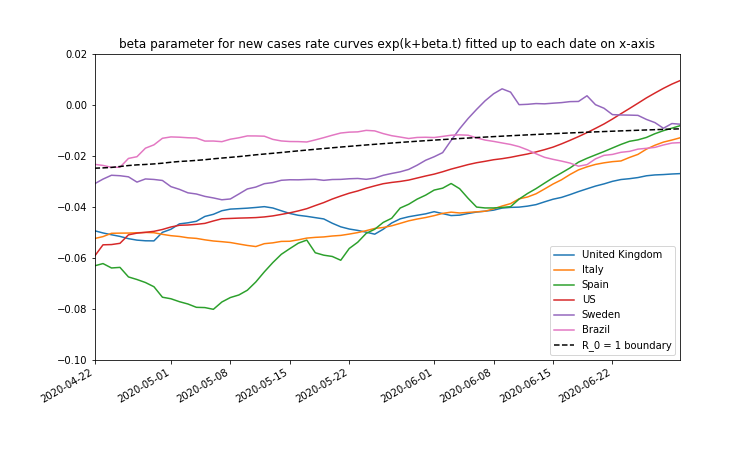 beta parameter for new cases rate curves exp(k+beta.t) fitted up to each date on x-axis
0.02
0.00
−0.02
−0.04
−0.06
−0.08
−0.10
United Kingdom
Italy
Spain
US
Sweden
Brazil
R_0 = 1 boundary
2020-04-22
2020-05-01
2020-05-08
2020-05-15
2020-05-22
2020-06-01
2020-06-08
2020-06-15
2020-06-22